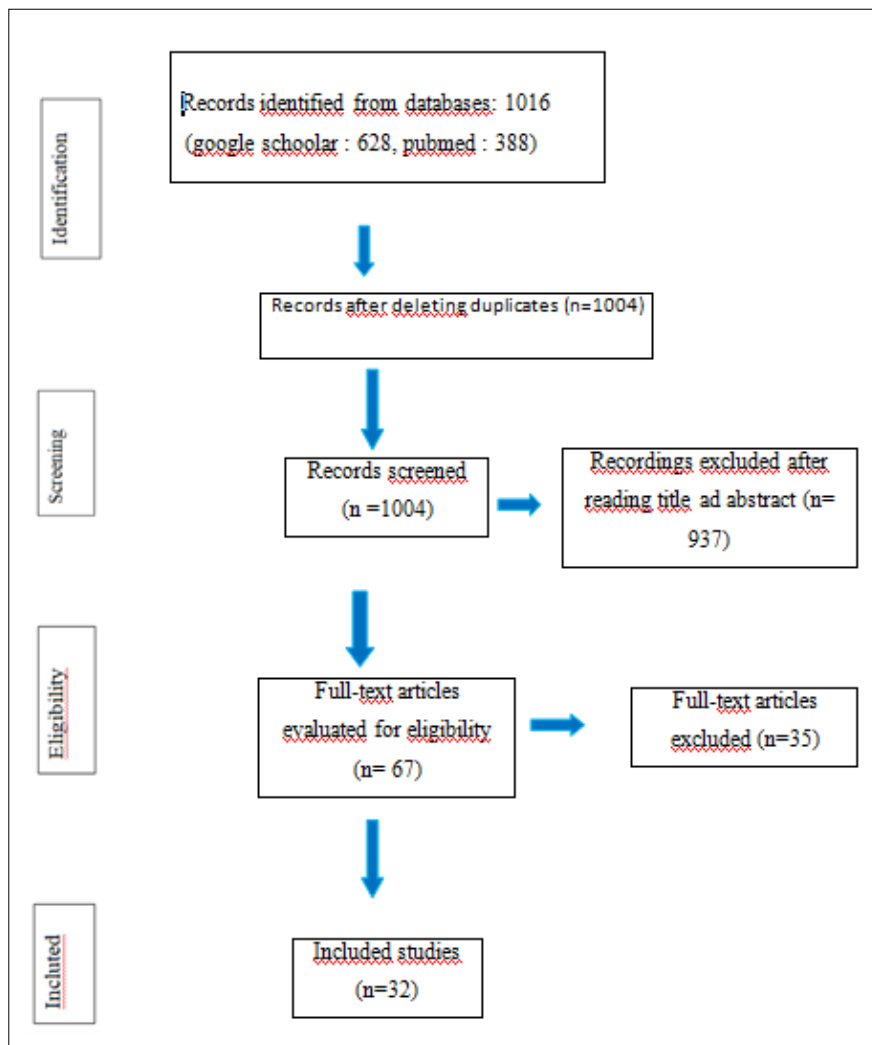 Identification
Records identified from databases: 1016
(google schoolar : 628, pubmed : 388)
Records after deleting duplicates (n=1004)
Screening
Records screened
(n =1004)
Recordings excluded after
reading title ad abstract (n=
937)
Eligibility
Full-text articles
evaluated for eligibility
(n= 67)
Full-text articles
excluded (n=35)
Included
Included studies
(n=32)